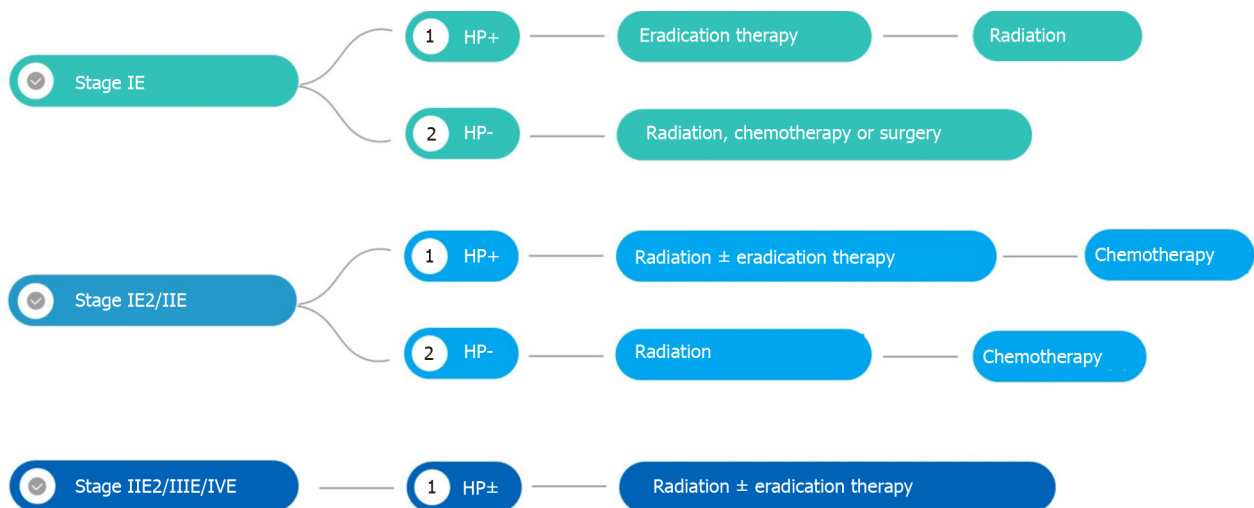 Stage IE
1 HP+
Eradication therapy
Radiation
2 HP-
Radiation, chemotherapy or surgery
Stage IE2/IIE
1 HP+
Radiation ± eradication therapy
Chemotherapy
2 HP-
Radiation
Chemotherapy
Stage IIE2/IIIE/IVE
1 HP±
Radiation ± eradication therapy